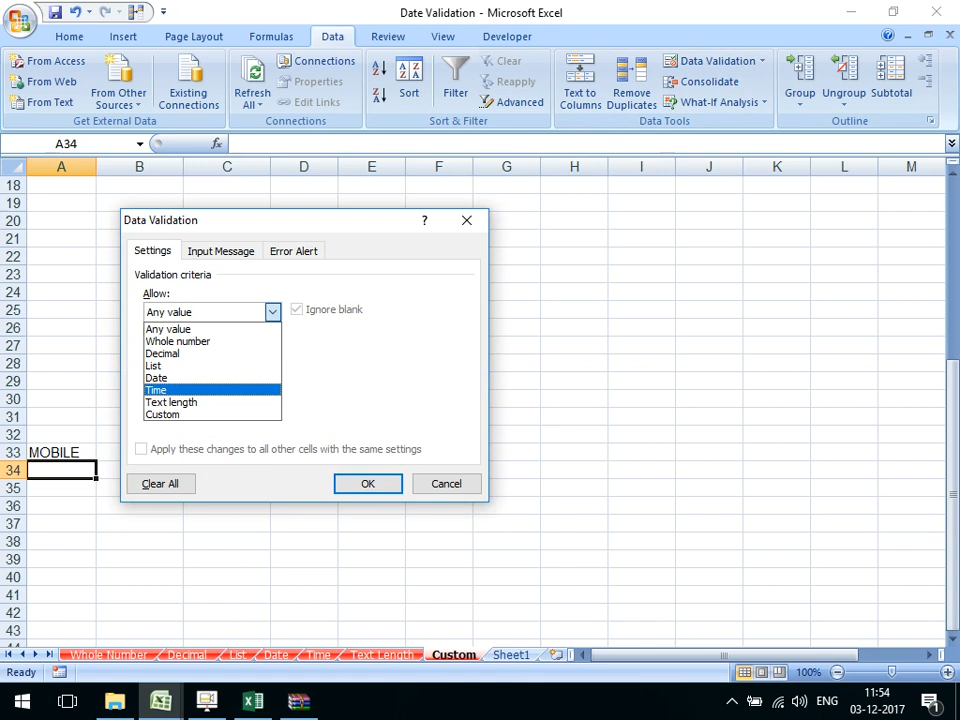 Date Validation - Microsoft Excel
Home Insert Page Layout Formulas Data Review View Developer
From Access
From Web
From Text
From Other Sources
Existing Connections
Get External Data
Refresh All
Connections
Properties
Edit Links
Connections
Sort
Filter
Clear
Reapply
Advanced
Sort & Filter
Text to Columns
Remove Duplicates
Data Validation
Consolidate
What-If Analysis
Data Tools
Group
Ungroup
Subtotal
Outline
A34
fx
A B C D E F G H I J K L M
18
19
20
21
22
23
24
25
26
27
28
29
30
31
32
33 MOBILE
34
35
36
37
38
39
40
41
42
43
44
Data Validation ?
Settings Input Message Error Alert
Validation criteria
Allow:
Any value
Ignore blank
Any value
Whole number
Decimal
List
Date
Time
Text length
Custom
Apply these changes to all other cells with the same settings
Clear All OK Cancel
Whole Number Decimal List Date Time Text Length Custom Sheet1
Ready 100%
ENG 11:54
03-12-2017
1